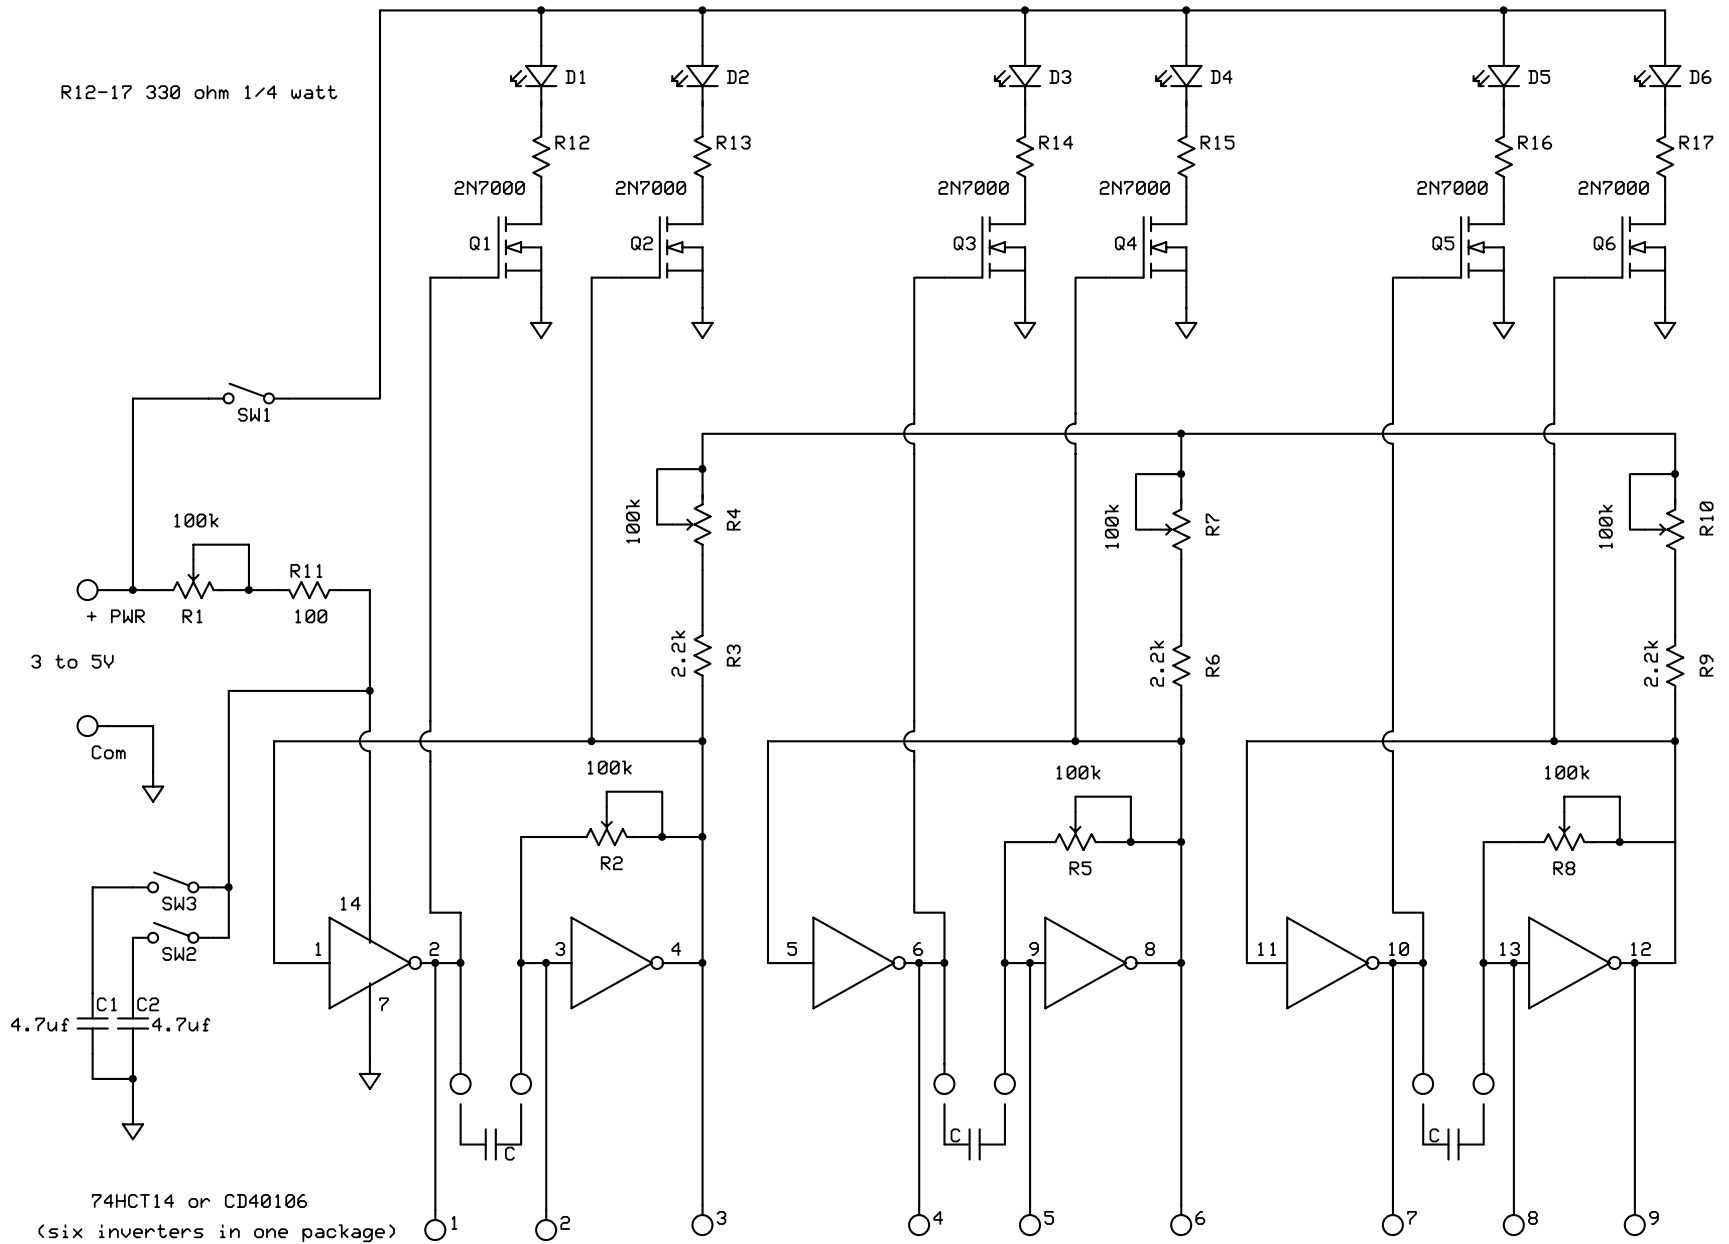 D1
D2
D3
D4
D5
D6
R12-17 330 ohm 1/4 watt
R12
R13
R14
R15
R16
R17
2N7000
2N7000
2N7000
2N7000
2N7000
2N7000
Q1
Q2
Q3
Q4
Q5
Q6
SW1
100k
R4
100k
R7
100k
R10
100k
R11
+ PWR
R1
100
3 to 5V
2.2k
R3
2.2k
R6
2.2k
R9
Com
100k
100k
100k
R2
R5
R8
SW3
SW2
14
1
2
3
4
5
6
9
8
11
10
13
12
7
C1
C2
4.7uf
4.7uf
C
C
C
74HCT14 or CD40106
(six inverters in one package)
1
2
3
4
5
6
7
8
9